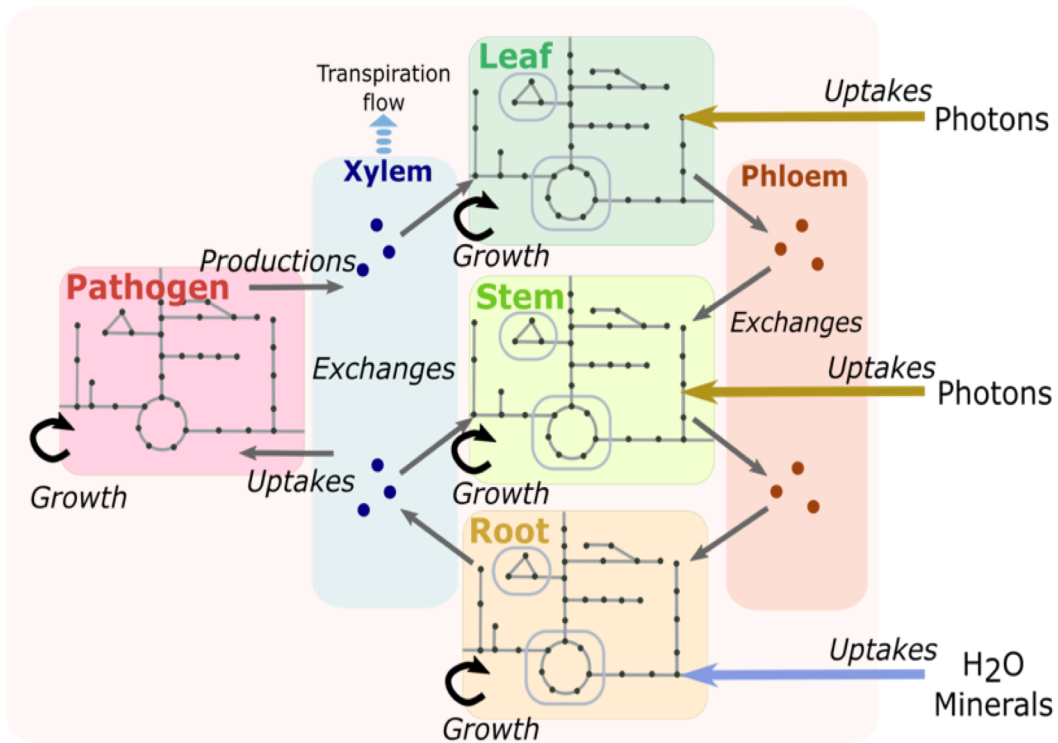 Leaf
Transpiration
flow
Uptakes
Photons
Xylem
Phloem
Productions
Growth
Pathogen
Stem
Exchanges
Exchanges
Uptakes
Photons
Uptakes
Growth
Growth
Root
Uptakes
H2O
Minerals
Growth